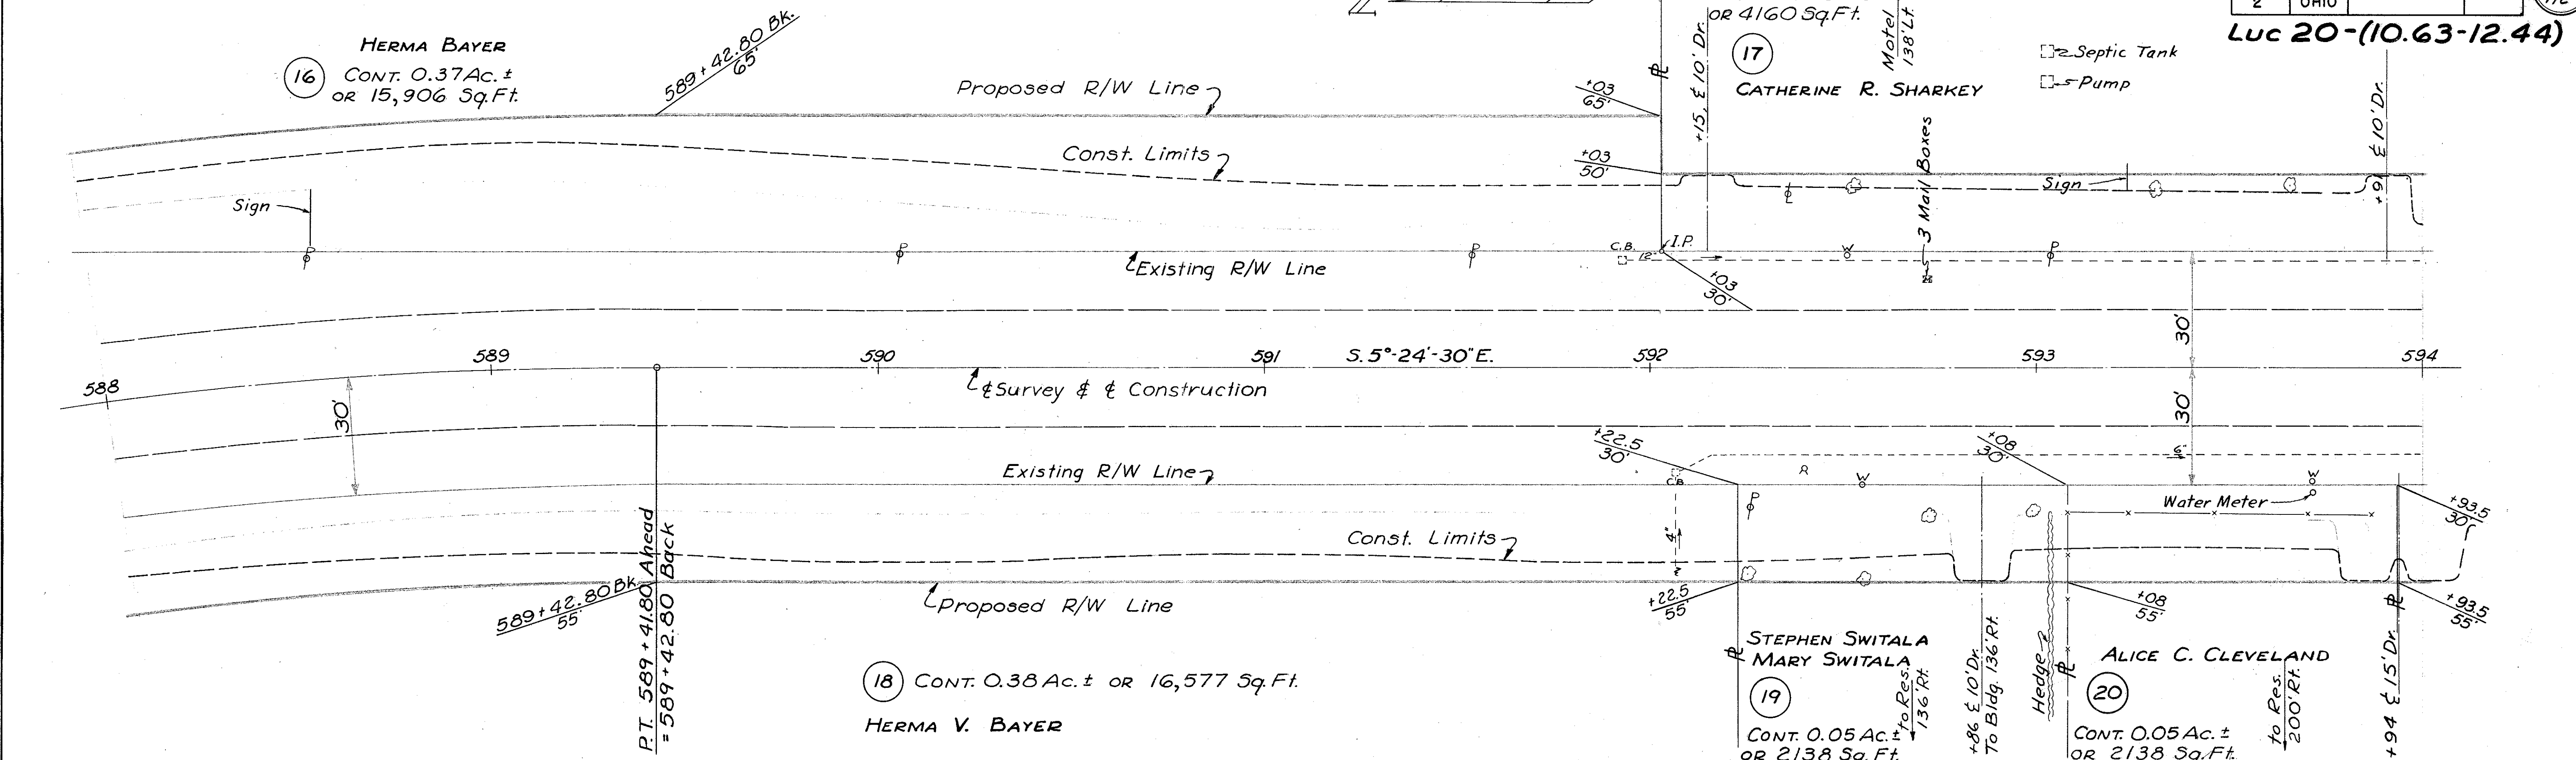 2 OHIO
LUC 20-(10.63-12.44)
HERMA BAYER
16 CONT. 0.37 Ac. ±
OR 15,906 Sq.Ft.
589+42.80 Bk.
65'
Proposed R/W Line
+03
65'
℞
+15, ℄ 10' Dr.
OR 4160 Sq.Ft.
17
CATHERINE R. SHARKEY
Motel
138' Lt.
Septic Tank
Pump
+91 ℄ 10' Dr.
Const. Limits
+03
50'
3 Mail Boxes
Sign
Sign
P
P
P
C.B.
12"
I.P.
W
P
Existing R/W Line
+03
30'
30'
588
589
590
591
S. 5°-24'-30" E.
592
593
594
℄ Survey & ℄ Construction
30'
30'
Existing R/W Line
+22.5
30'
C.B.
R
W
+08
30'
6"
W
Water Meter
+93.5
30'
P
4"
Const. Limits
589+42.80 Bk.
55'
P.T. 589+41.80 Ahead
= 589+42.80 Back
Proposed R/W Line
+22.5
55'
+08
55'
+93.5
55'
18 CONT. 0.38 Ac. ± OR 16,577 Sq.Ft.
HERMA V. BAYER
℞
STEPHEN SWITALA
MARY SWITALA
19
CONT. 0.05 Ac. ±
OR 2138 Sq.Ft.
to Res.
136' Rt.
+86 ℄ 10' Dr.
To Bldg. 136' Rt.
Hedge
℞
ALICE C. CLEVELAND
20
CONT. 0.05 Ac. ±
OR 2138 Sq.Ft.
to Res.
200' Rt.
℞
+94 ℄ 15' Dr.